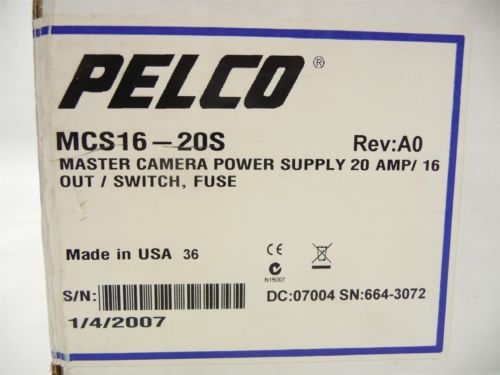 PELCO®
MCS16-20S Rev:A0
MASTER CAMERA POWER SUPPLY 20 AMP/ 16
OUT / SWITCH, FUSE
Made in USA 36
CE
N15007
S/N: DC:07004 SN:664-3072
1/4/2007